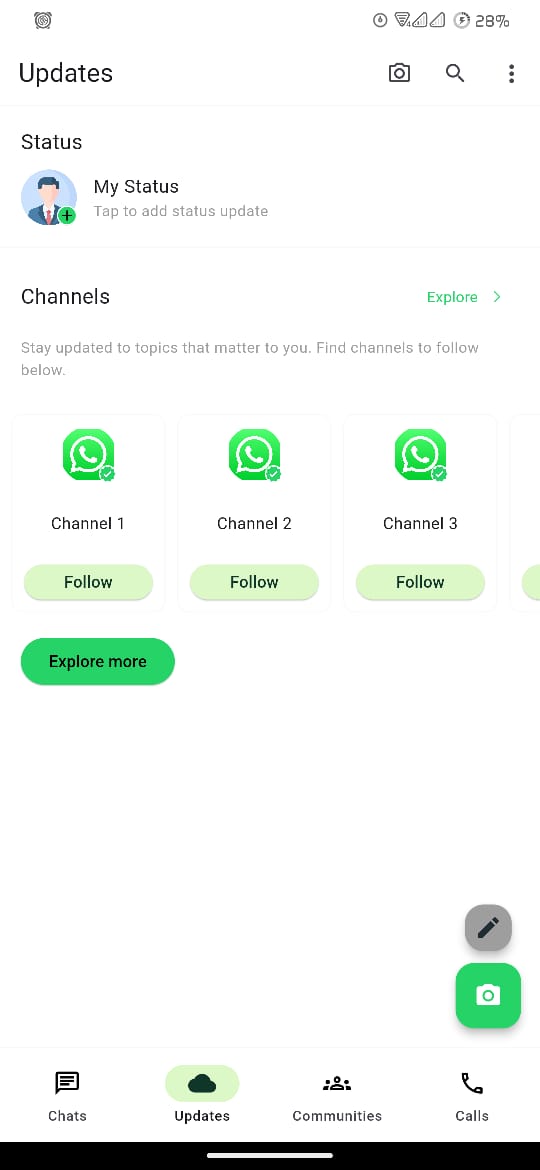 28%
Updates
Status
My Status
Tap to add status update
Channels
Explore
Stay updated to topics that matter to you. Find channels to follow
below.
Channel 1
Channel 2
Channel 3
Follow
Follow
Follow
Explore more
Chats
Updates
Communities
Calls